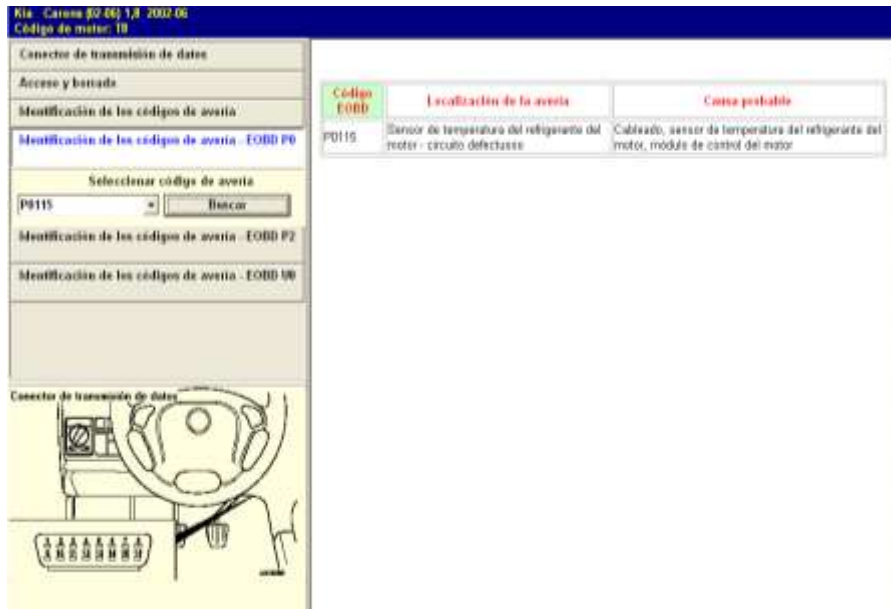 Kia Carens (02-06) 1,8 2002-06
Código de motor: T8
Conector de transmisión de datos
Acceso y borrado
Identificación de los códigos de avería
Identificación de los códigos de avería - EOBD P0
Seleccionar código de avería
P0115
Buscar
Identificación de los códigos de avería - EOBD P2
Identificación de los códigos de avería - EOBD U0
Conector de transmisión de datos
Código EOBD
Localización de la avería
Causa probable
P0115
Sensor de temperatura del refrigerante del
motor - circuito defectuoso
Cableado, sensor de temperatura del refrigerante del
motor, módulo de control del motor